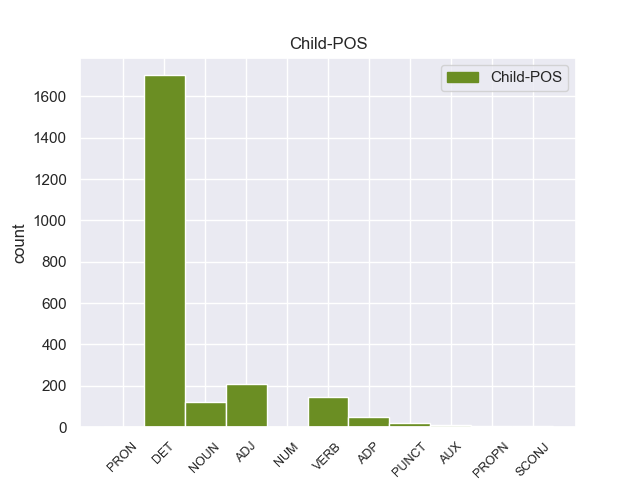 Child-POS
Child-POS
1600
1400
1200
1000
800
600
400
200
0
count
PRON DET NOUN ADJ NUM VERB ADP PUNCT AUX PROPN SCONJ